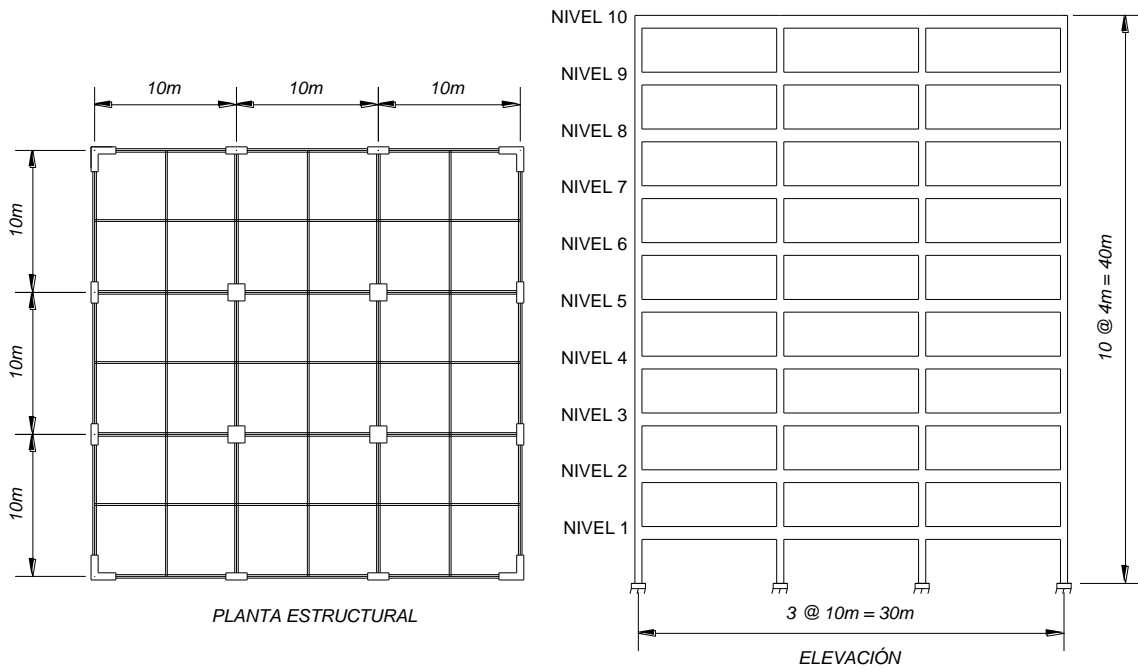 10m
10m
10m
10m
10m
10m
PLANTA ESTRUCTURAL
NIVEL 10
NIVEL 9
NIVEL 8
NIVEL 7
NIVEL 6
NIVEL 5
NIVEL 4
NIVEL 3
NIVEL 2
NIVEL 1
10 @ 4m = 40m
3 @ 10m = 30m
ELEVACIÓN